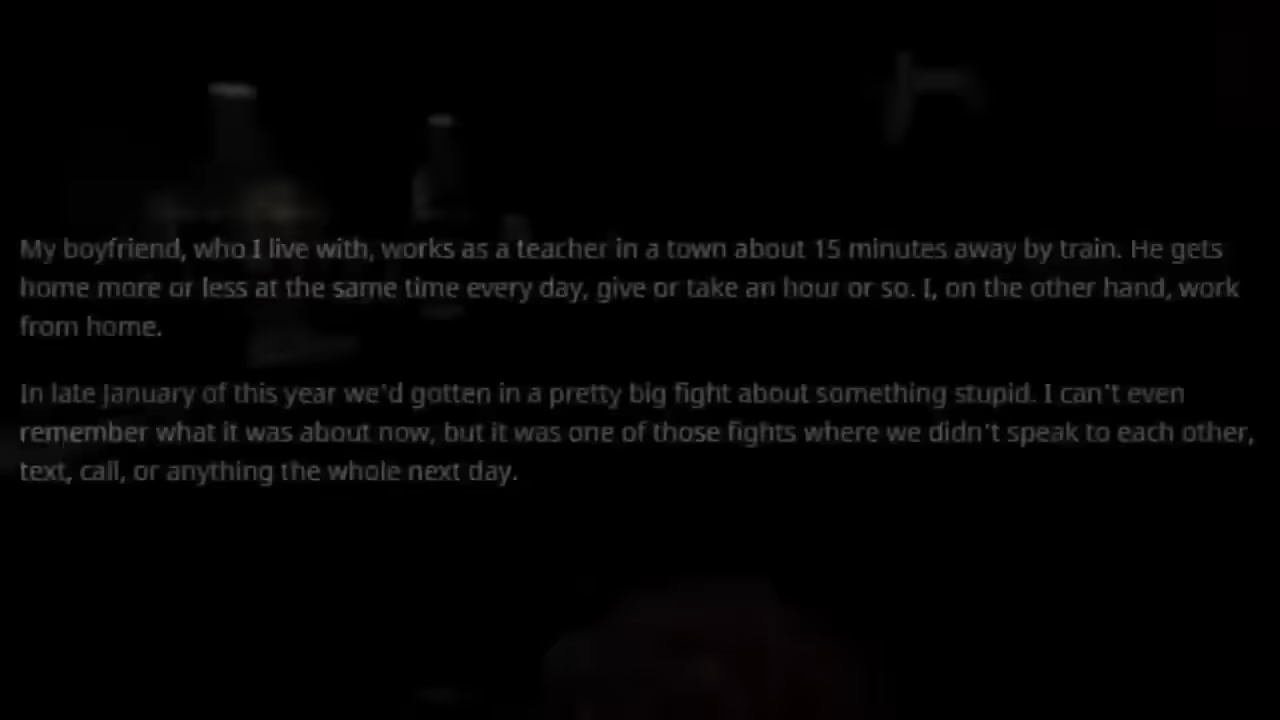 My boyfriend, who I live with, works as a teacher in a town about 15 minutes away by train. He gets
home more or less at the same time every day, give or take an hour or so. I, on the other hand, work
from home.
In late January of this year we'd gotten in a pretty big fight about something stupid. I can't even
remember what it was about now, but it was one of those fights where we didn't speak to each other,
text, call, or anything the whole next day.